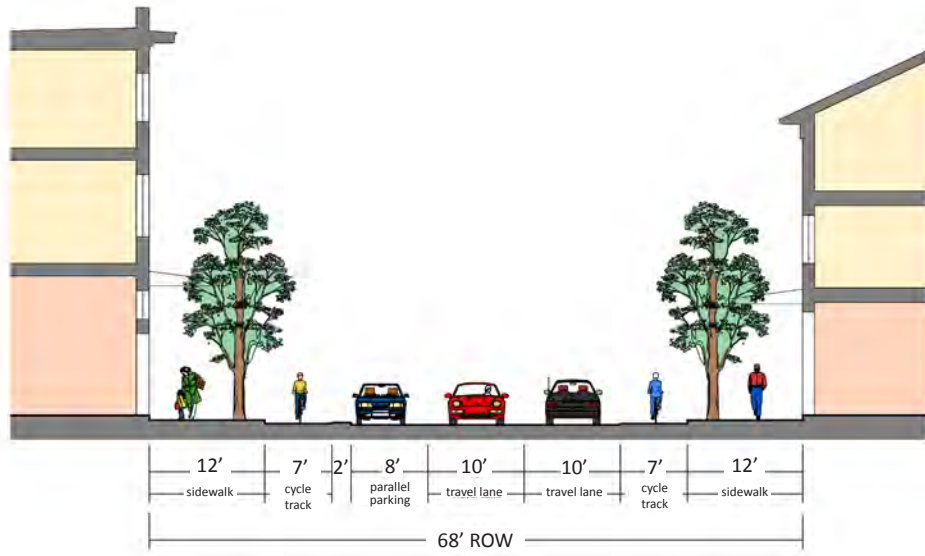 12’ 7’ 2’ 8’ 10’ 10’ 7’ 12’
sidewalk cycle track parallel parking travel lane travel lane cycle track sidewalk
68’ ROW